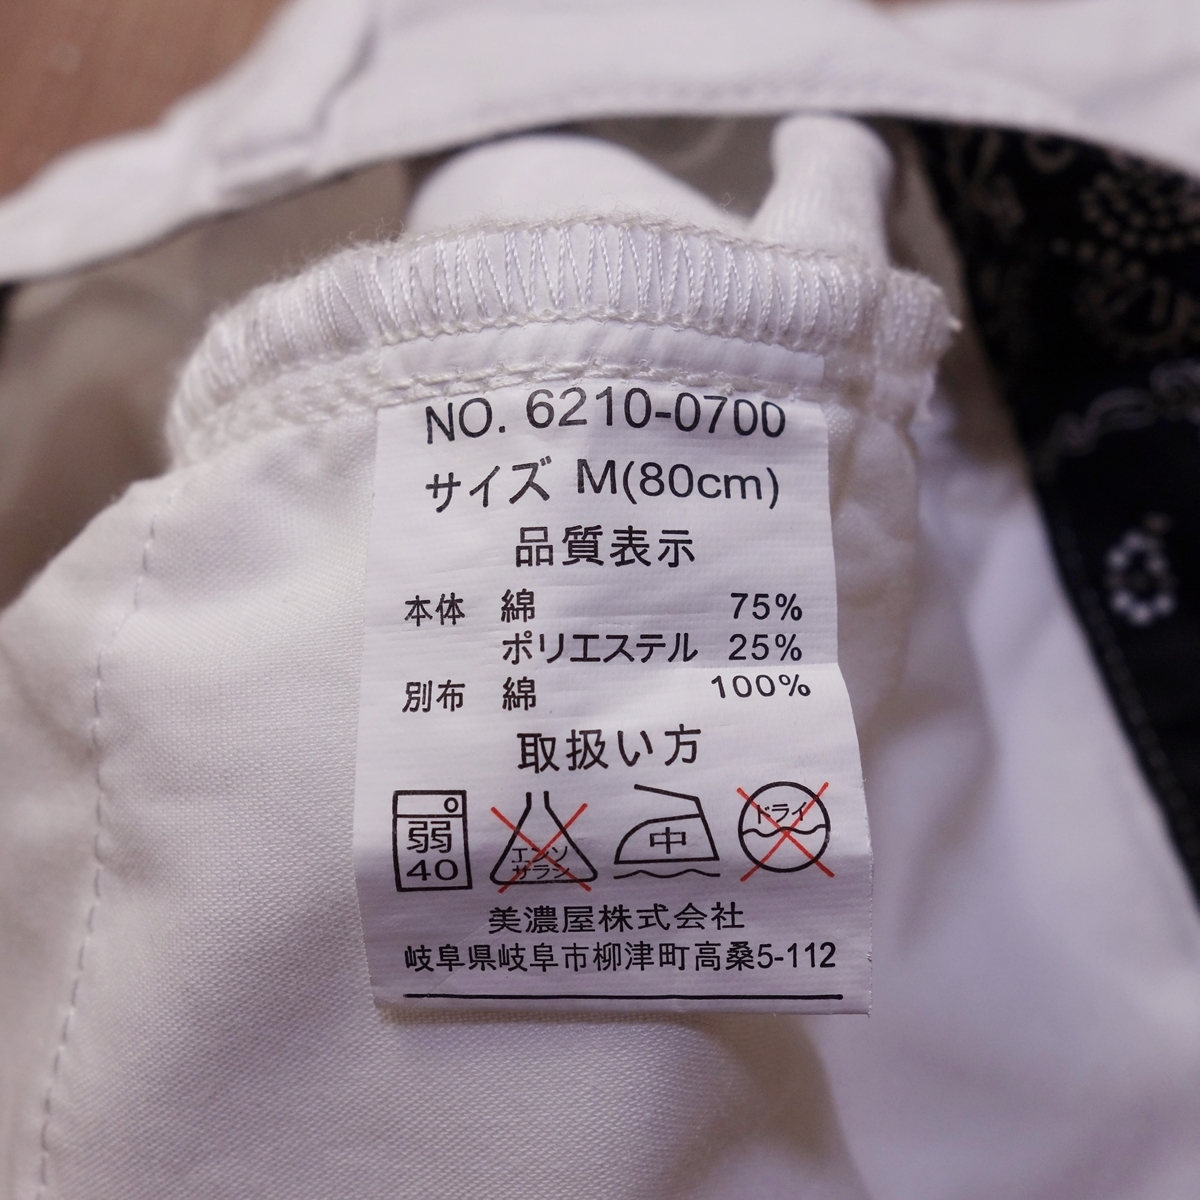 NO. 6210-0700
サイズ M(80cm)
品質表示
本体 綿 75%
ポリエステル 25%
別布 綿 100%
取扱い方
弱
40
エンソ
サラシ
中
ドライ
美濃屋株式会社
岐阜県岐阜市柳津町高桑5-112